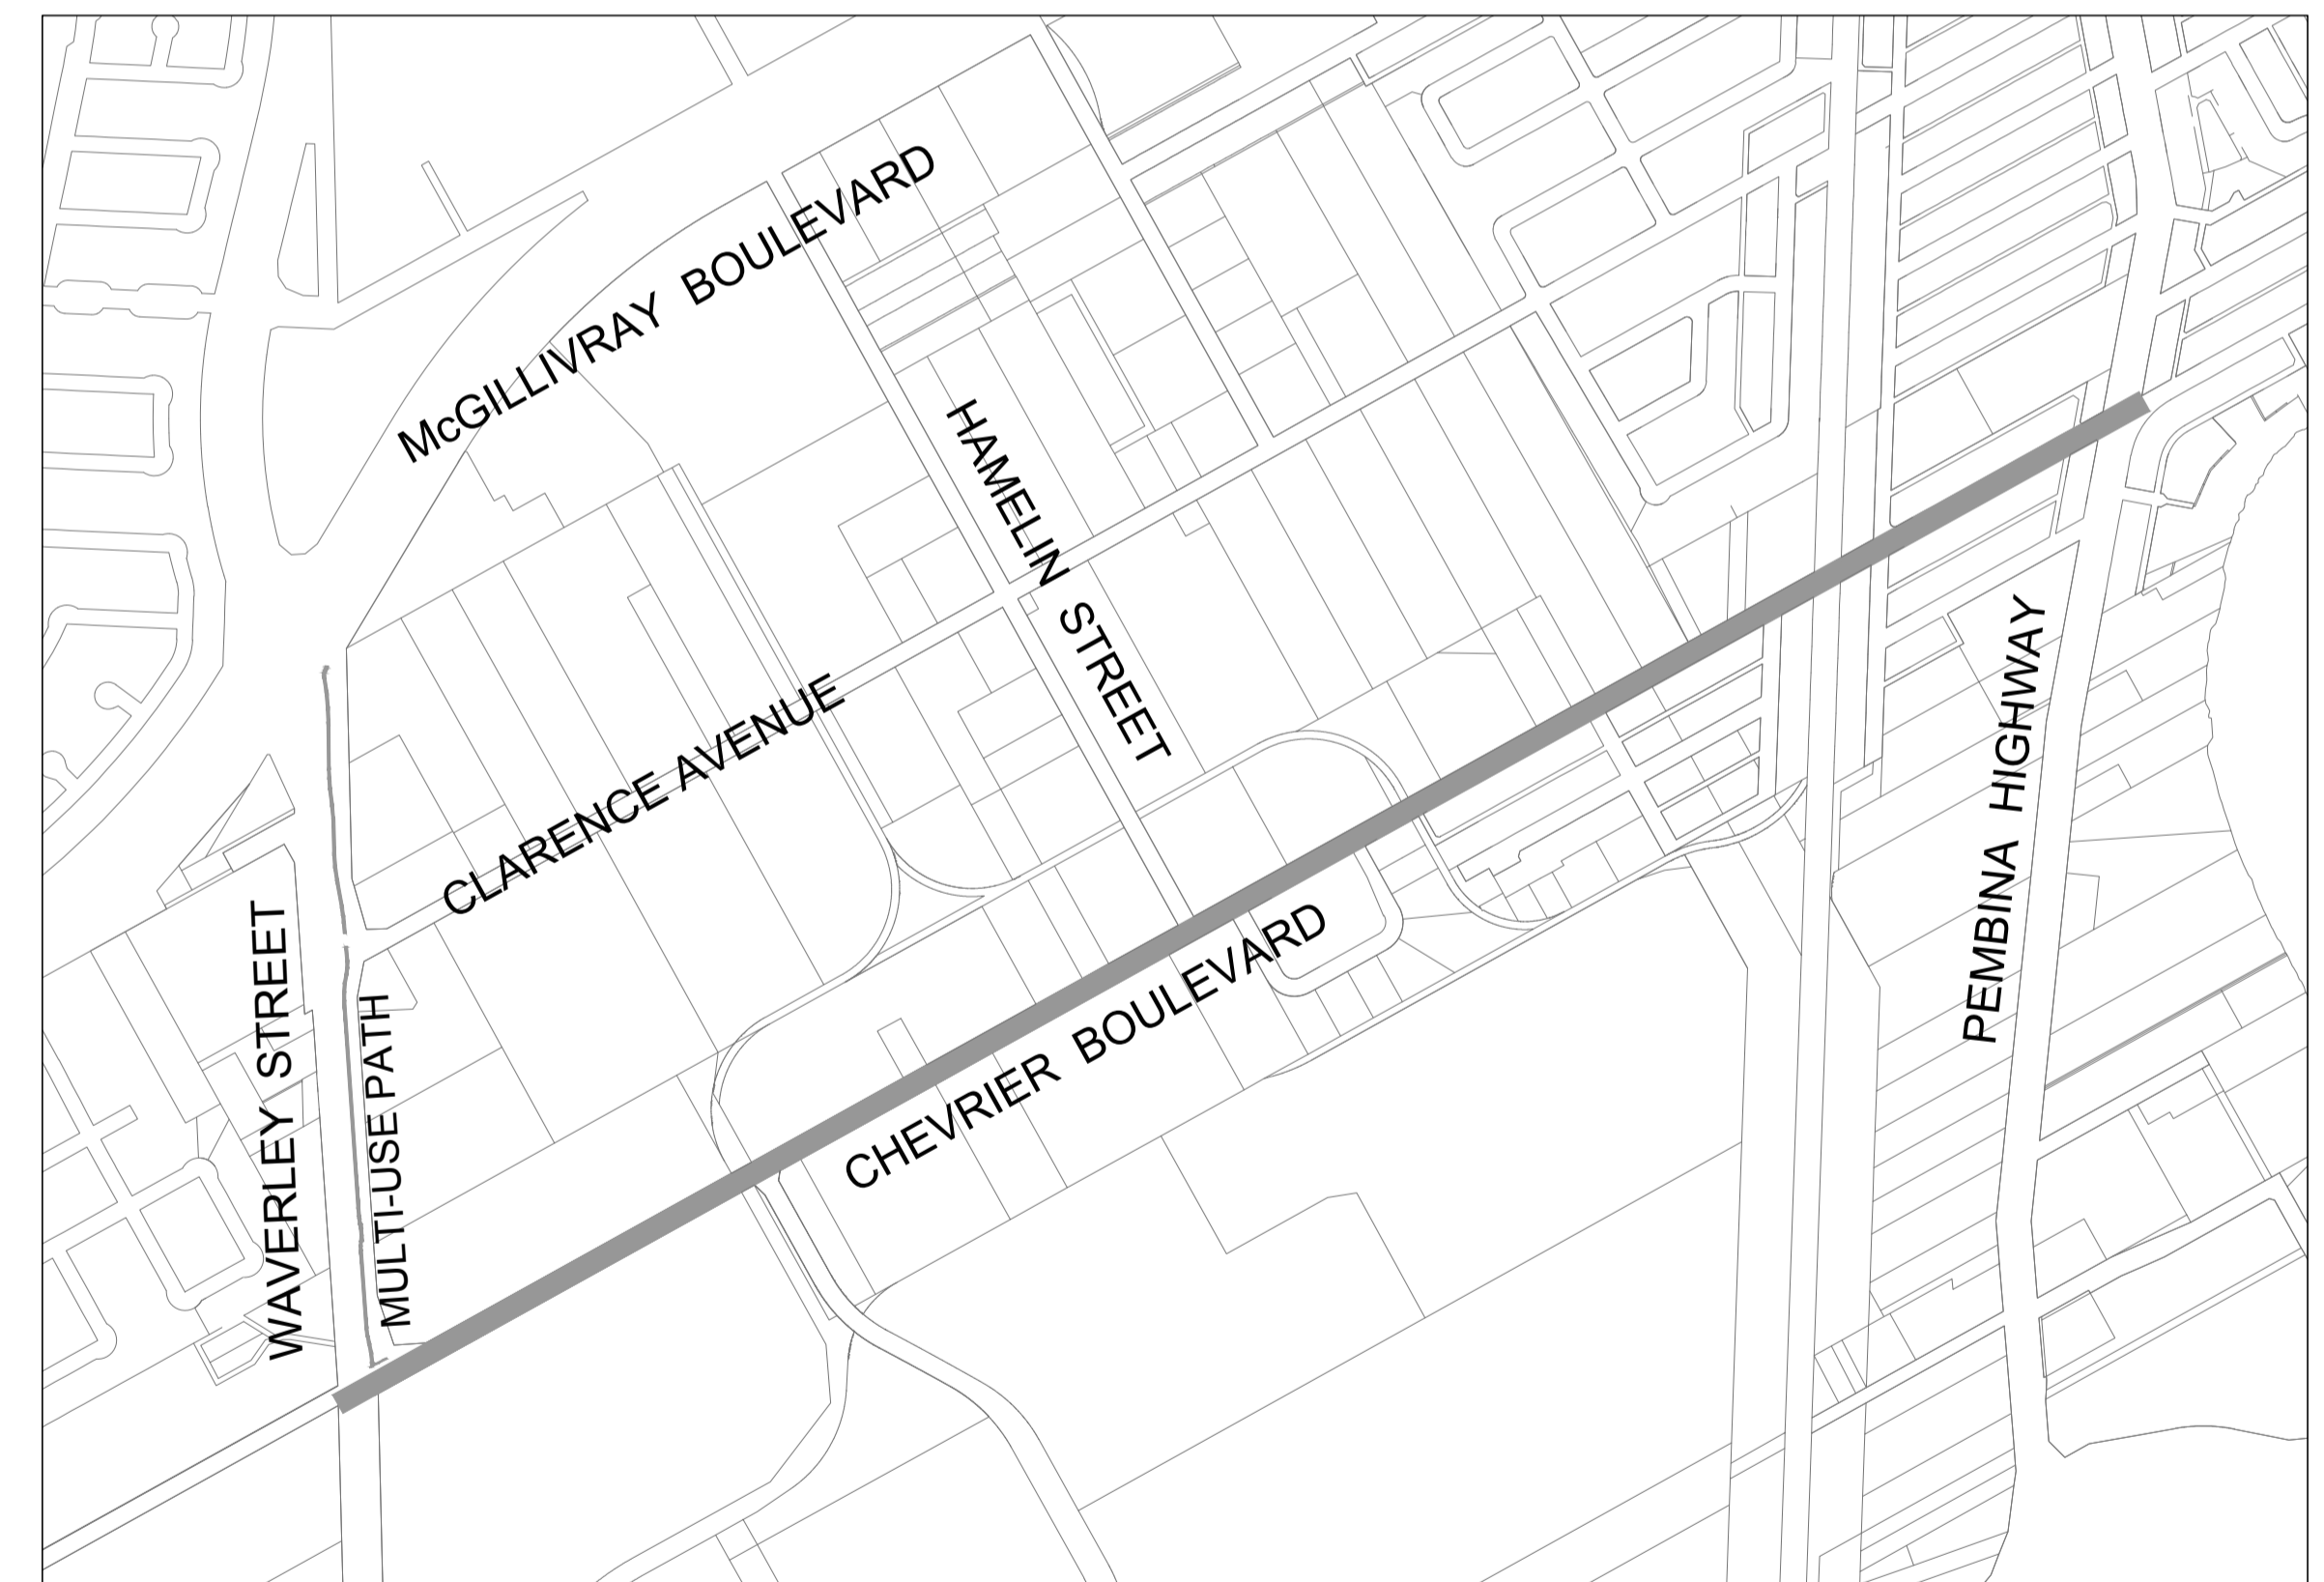 McGILLIVRAY BOULEVARD
HAMELIN STREET
CLARENCE AVENUE
PEMBINA HIGHWAY
WAVERLEY STREET
MULTI-USE PATH
CHEVRIER BOULEVARD